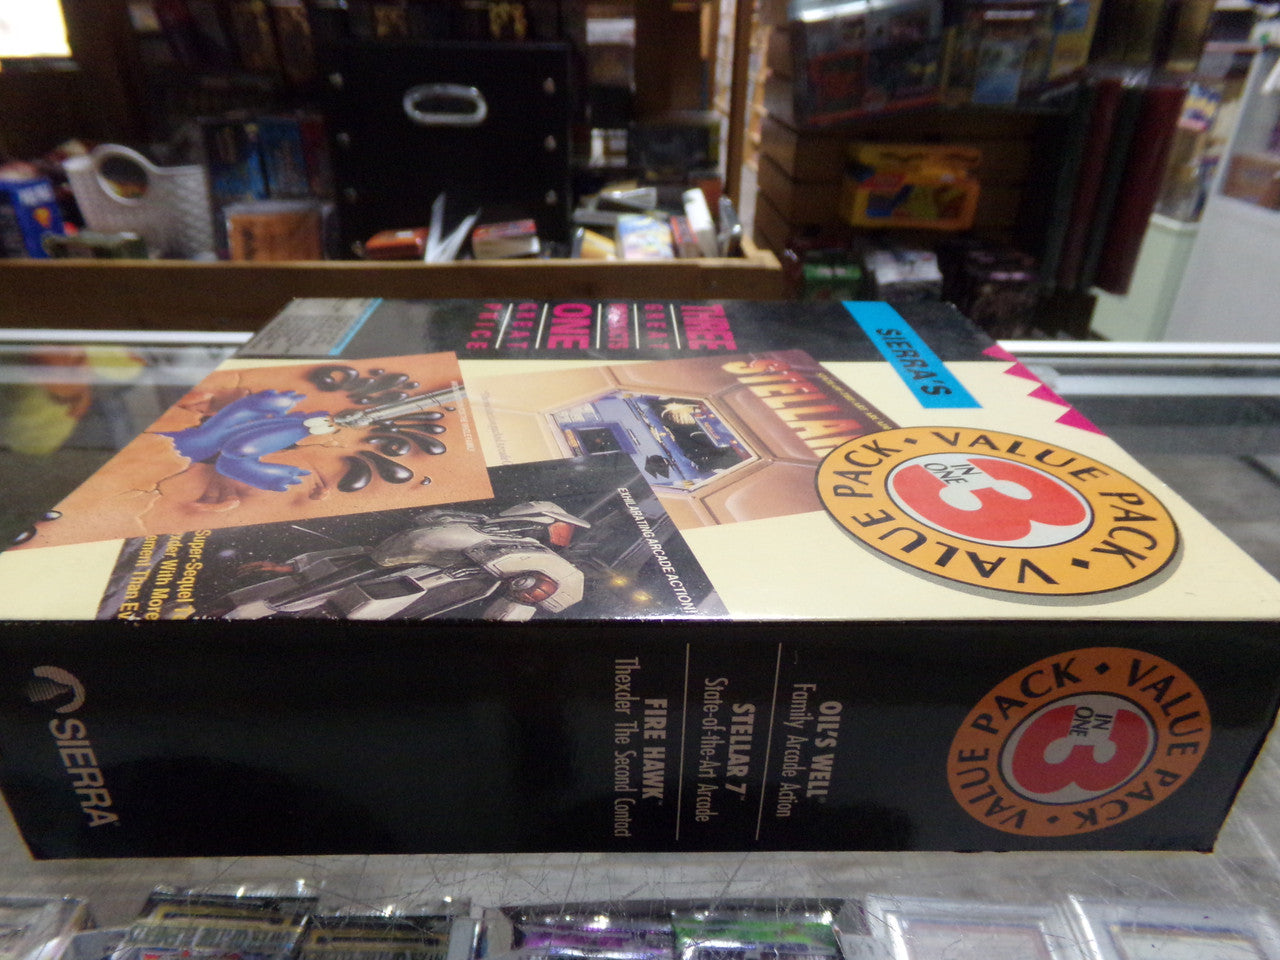 SIERRA'S
THREE
GREAT
ONE
GREAT
PRICE
VALUE PACK • VALUE PACK
3
IN
ONE
STELLAR
EXHILARATING ARCADE ACTION!
Super-Sequel
exder With More
ement Than Ev
VALUE PACK • VALUE PACK
3
IN
ONE
OIL'S WELL
Family Arcade Action
STELLAR 7
State-of-the-Art Arcade
FIRE HAWK
Thexder The Second Contact
SIERRA